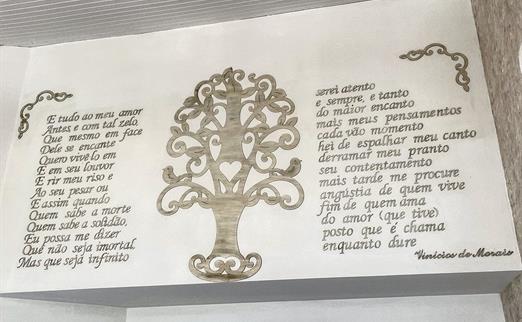 E tudo ao meu amor
Antes e com tal zelo,
Que mesmo em face
Dele se encante
Quero vivê lo em
E em seu louvor
E rir meu riso e
Ao seu pesar ou
E assim quando
Quem sabe a morte
Quem sabe a solidão,
Eu possa me dizer
Que não seja imortal,
Mas que seja infinito
serei atento
e sempre, e tanto
do maior encanto
mais meus pensamentos
cada vão momento
hei de espalhar meu canto
derramar meu pranto
seu contentamento
mais tarde me procure
angústia de quem vive
fim de quem ama
do amor (que tive)
posto que é chama
enquanto dure
Vinicios de Morais